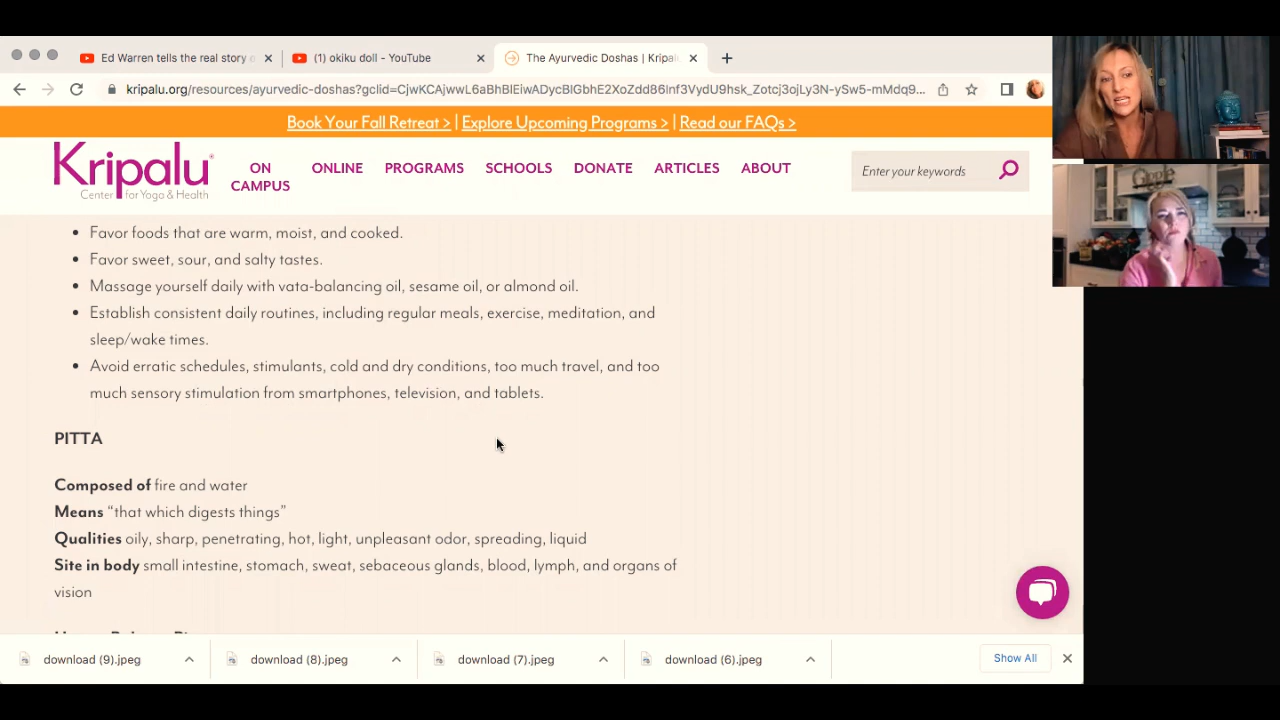 Ed Warren tells the real story o
(1) okiku doll - YouTube
The Ayurvedic Doshas | Kripal
kripalu.org/resources/ayurvedic-doshas?gclid=CjwKCAjwwL6aBhBlEiwADycBIGbhE2XoZdd86Inf3VydU9hsk_Zotcj3ojLy3N-ySw5-mMdq9...
Book Your Fall Retreat > | Explore Upcoming Programs > | Read our FAQs >
Kripalu®
Center for Yoga & Health
ON CAMPUS
ONLINE
PROGRAMS
SCHOOLS
DONATE
ARTICLES
ABOUT
Enter your keywords
• Favor foods that are warm, moist, and cooked.
• Favor sweet, sour, and salty tastes.
• Massage yourself daily with vata-balancing oil, sesame oil, or almond oil.
• Establish consistent daily routines, including regular meals, exercise, meditation, and
sleep/wake times.
• Avoid erratic schedules, stimulants, cold and dry conditions, too much travel, and too
much sensory stimulation from smartphones, television, and tablets.
PITTA
Composed of fire and water
Means “that which digests things”
Qualities oily, sharp, penetrating, hot, light, unpleasant odor, spreading, liquid
Site in body small intestine, stomach, sweat, sebaceous glands, blood, lymph, and organs of
vision
download (9).jpeg
download (8).jpeg
download (7).jpeg
download (6).jpeg
Show All